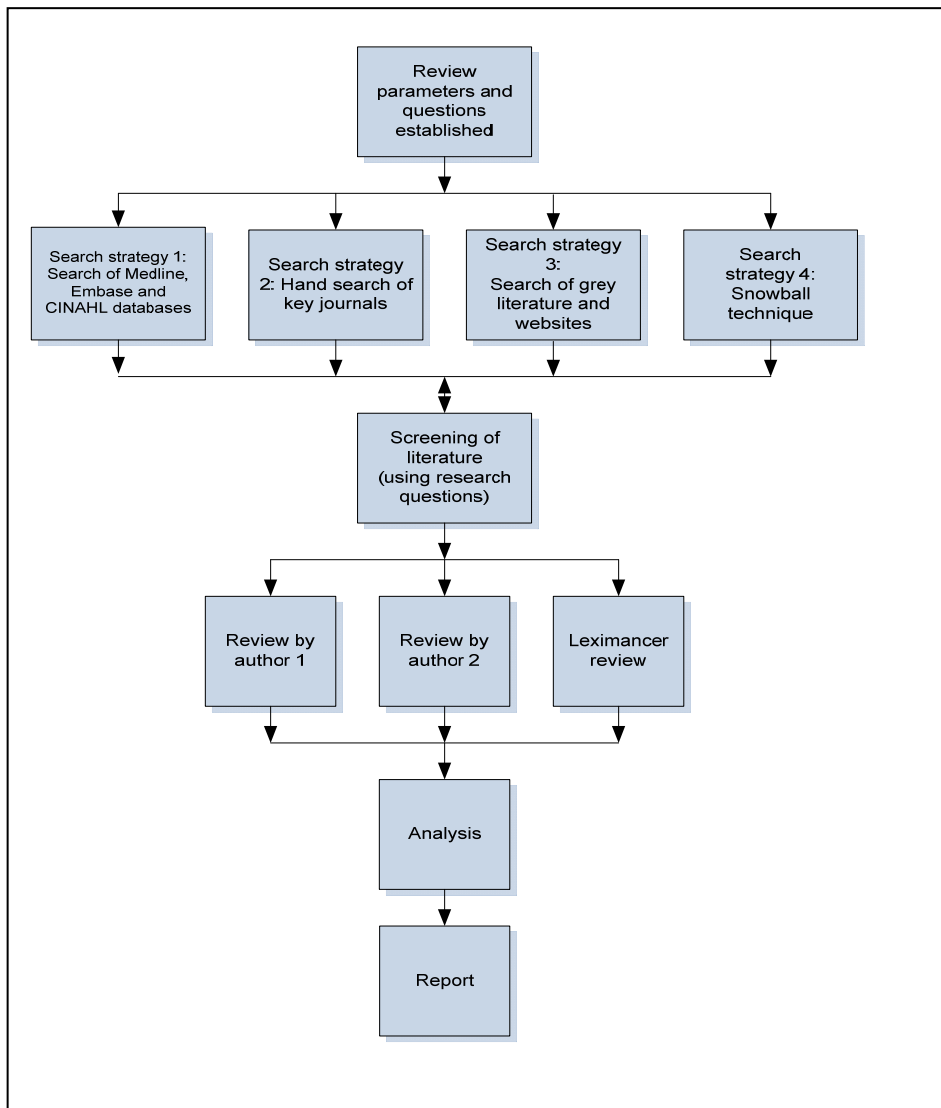 Review
parameters and
questions
established
Search strategy 1:
Search of Medline,
Embase and
CINAHL databases
Search strategy
2: Hand search of
key journals
Search strategy
3:
Search of grey
literature and
websites
Search
strategy 4:
Snowball
technique
Screening of
literature
(using research
questions)
Review by
author 1
Review by
author 2
Leximancer
review
Analysis
Report